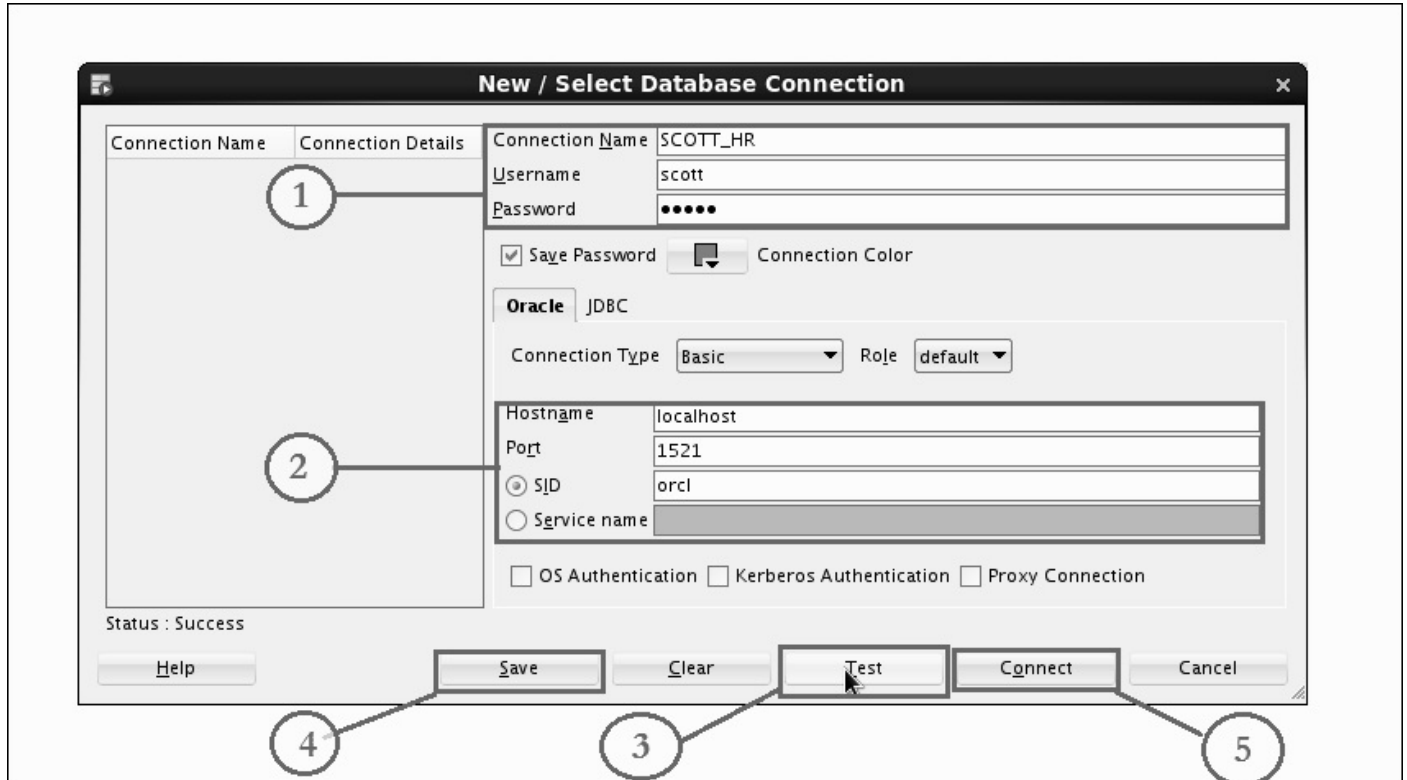 New / Select Database Connection
Connection Name Connection Details
Connection Name SCOTT_HR
Username scott
Password •••••
1
Save Password Connection Color
Oracle JDBC
Connection Type Basic Role default
Hostname localhost
Port 1521
2
SID orcl
Service name
OS Authentication Kerberos Authentication Proxy Connection
Status : Success
Help Save Clear Test Connect Cancel
4 3 5